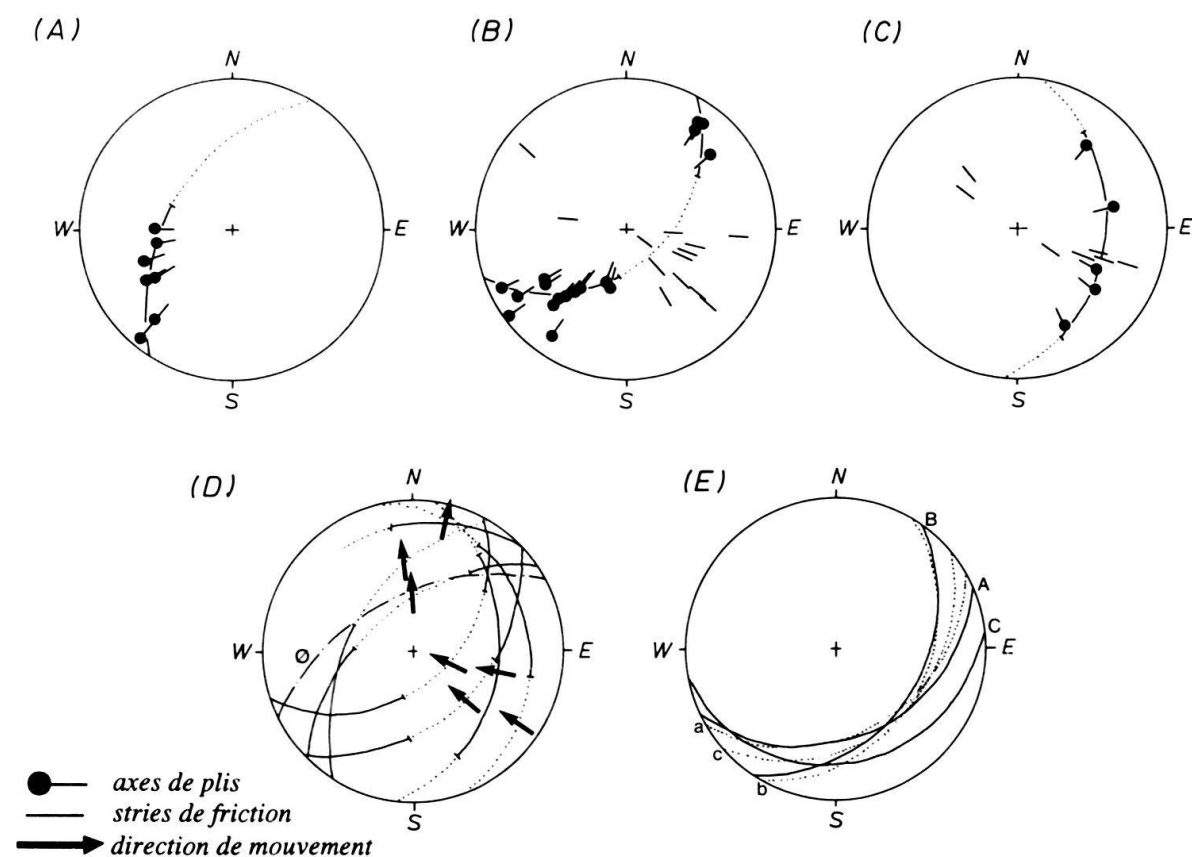 (A)
N
W
E
S
(B)
N
W
E
S
(C)
N
W
E
S
(D)
N
W
E
S
Ø
(E)
N
W
E
S
B
A
C
a
c
b
axes de plis
stries de friction
direction de mouvement